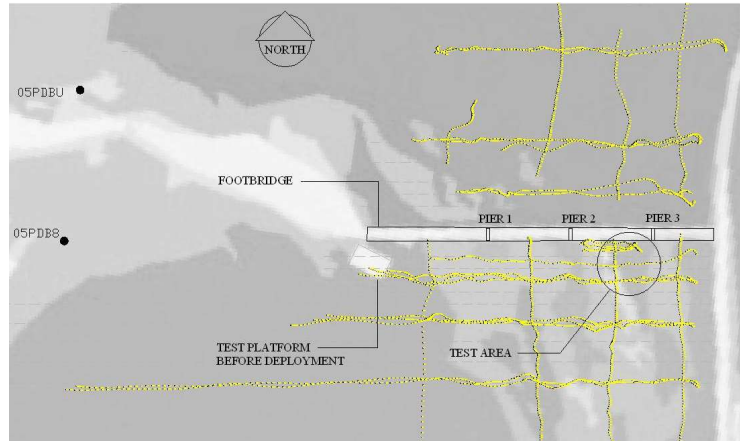 NORTH
05PDBU
FOOTBRIDGE
05PDB8
PIER 1
PIER 2
PIER 3
TEST PLATFORM
BEFORE DEPLOYMENT
TEST AREA